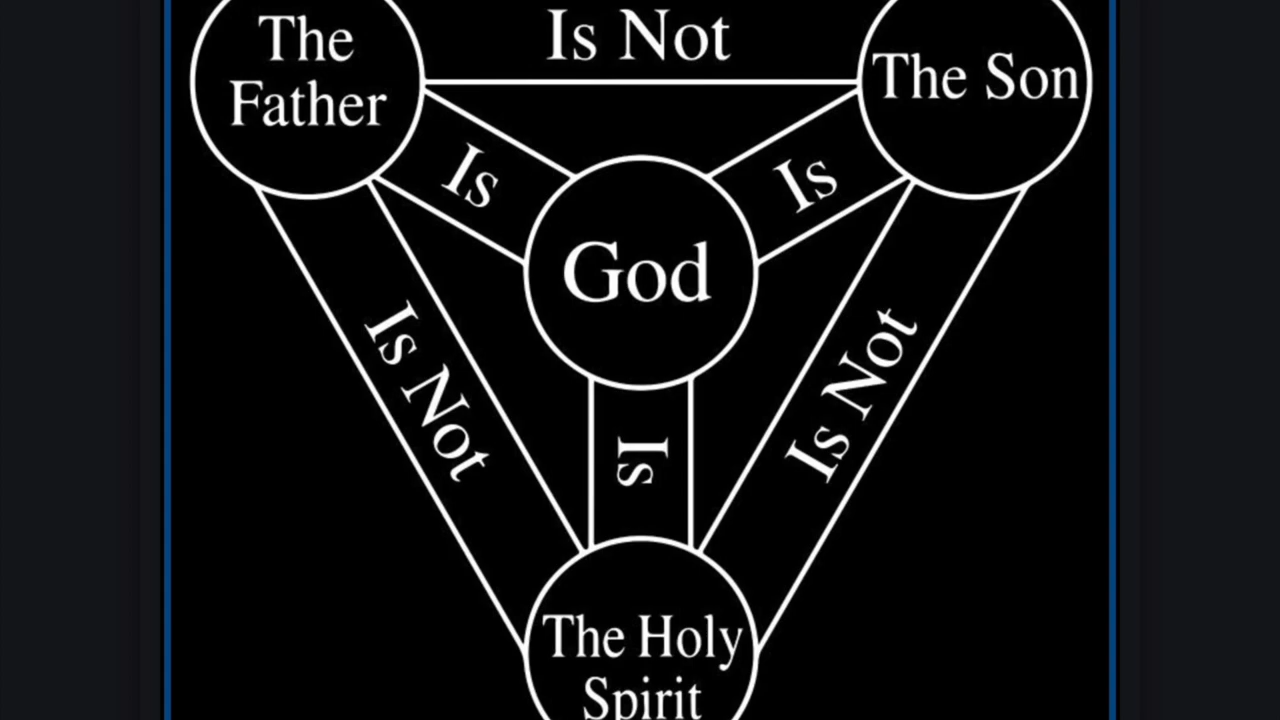 The
Father
Is Not
The Son
Is
Is
God
Is Not
Is Not
Is
The Holy
Spirit